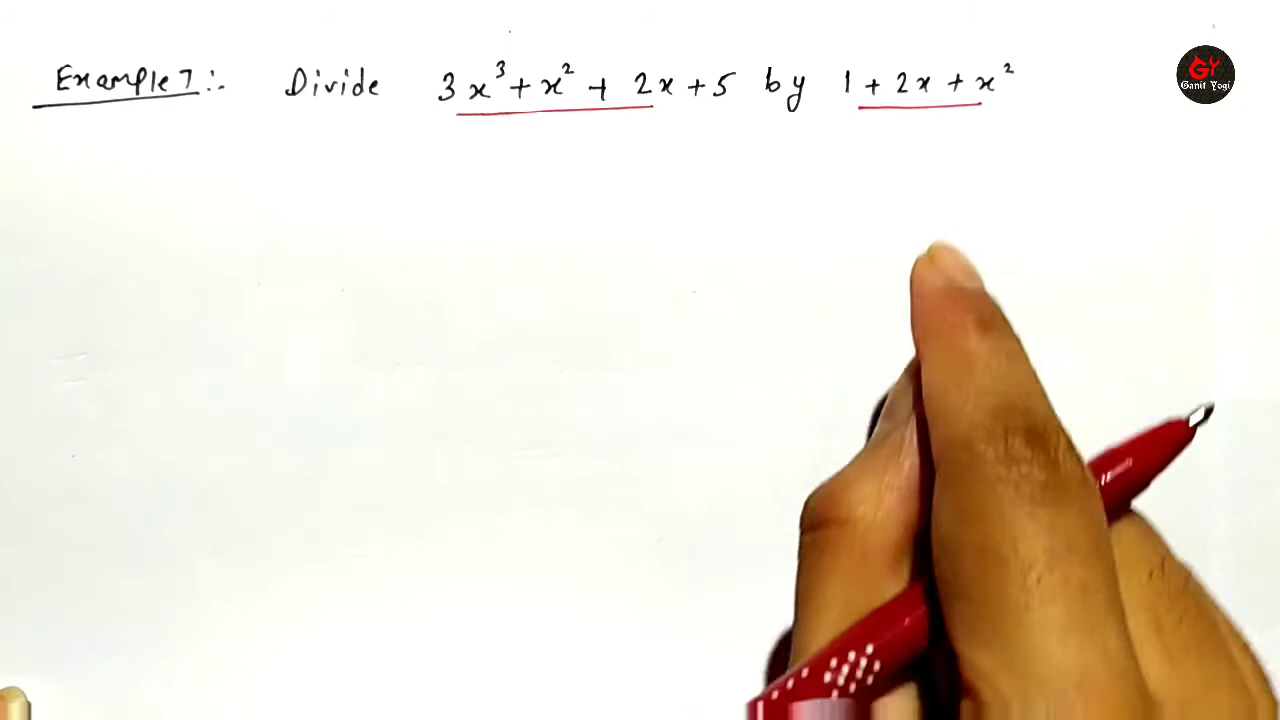 Example 7:. Divide 3x³ + x² + 2x + 5 by 1 + 2x + x²
GY
Ganit Yogi